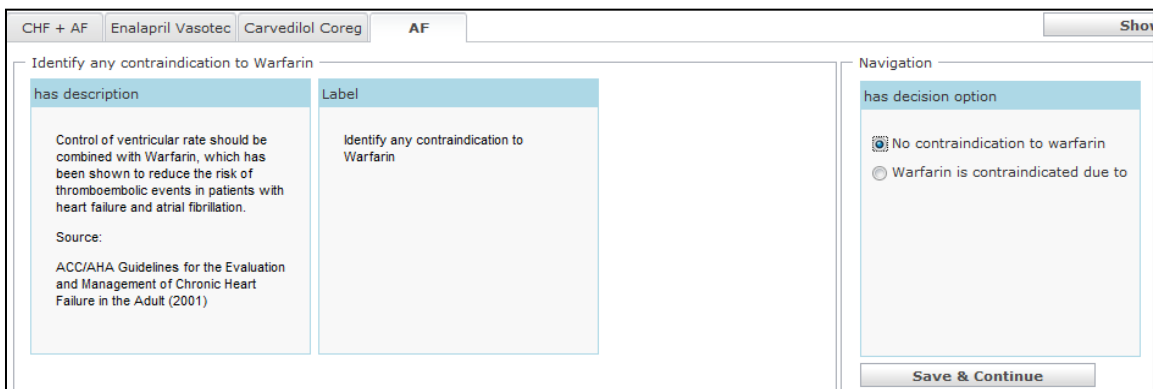 CHF + AF
Enalapril Vasotec
Carvedilol Coreg
AF
Identify any contraindication to Warfarin
has description
Control of ventricular rate should be
combined with Warfarin, which has
been shown to reduce the risk of
thromboembolic events in patients with
heart failure and atrial fibrillation.
Source:
ACC/AHA Guidelines for the Evaluation
and Management of Chronic Heart
Failure in the Adult (2001)
Label
Identify any contraindication to
Warfarin
Show
Navigation
has decision option
No contraindication to warfarin
Warfarin is contraindicated due to
Save & Continue